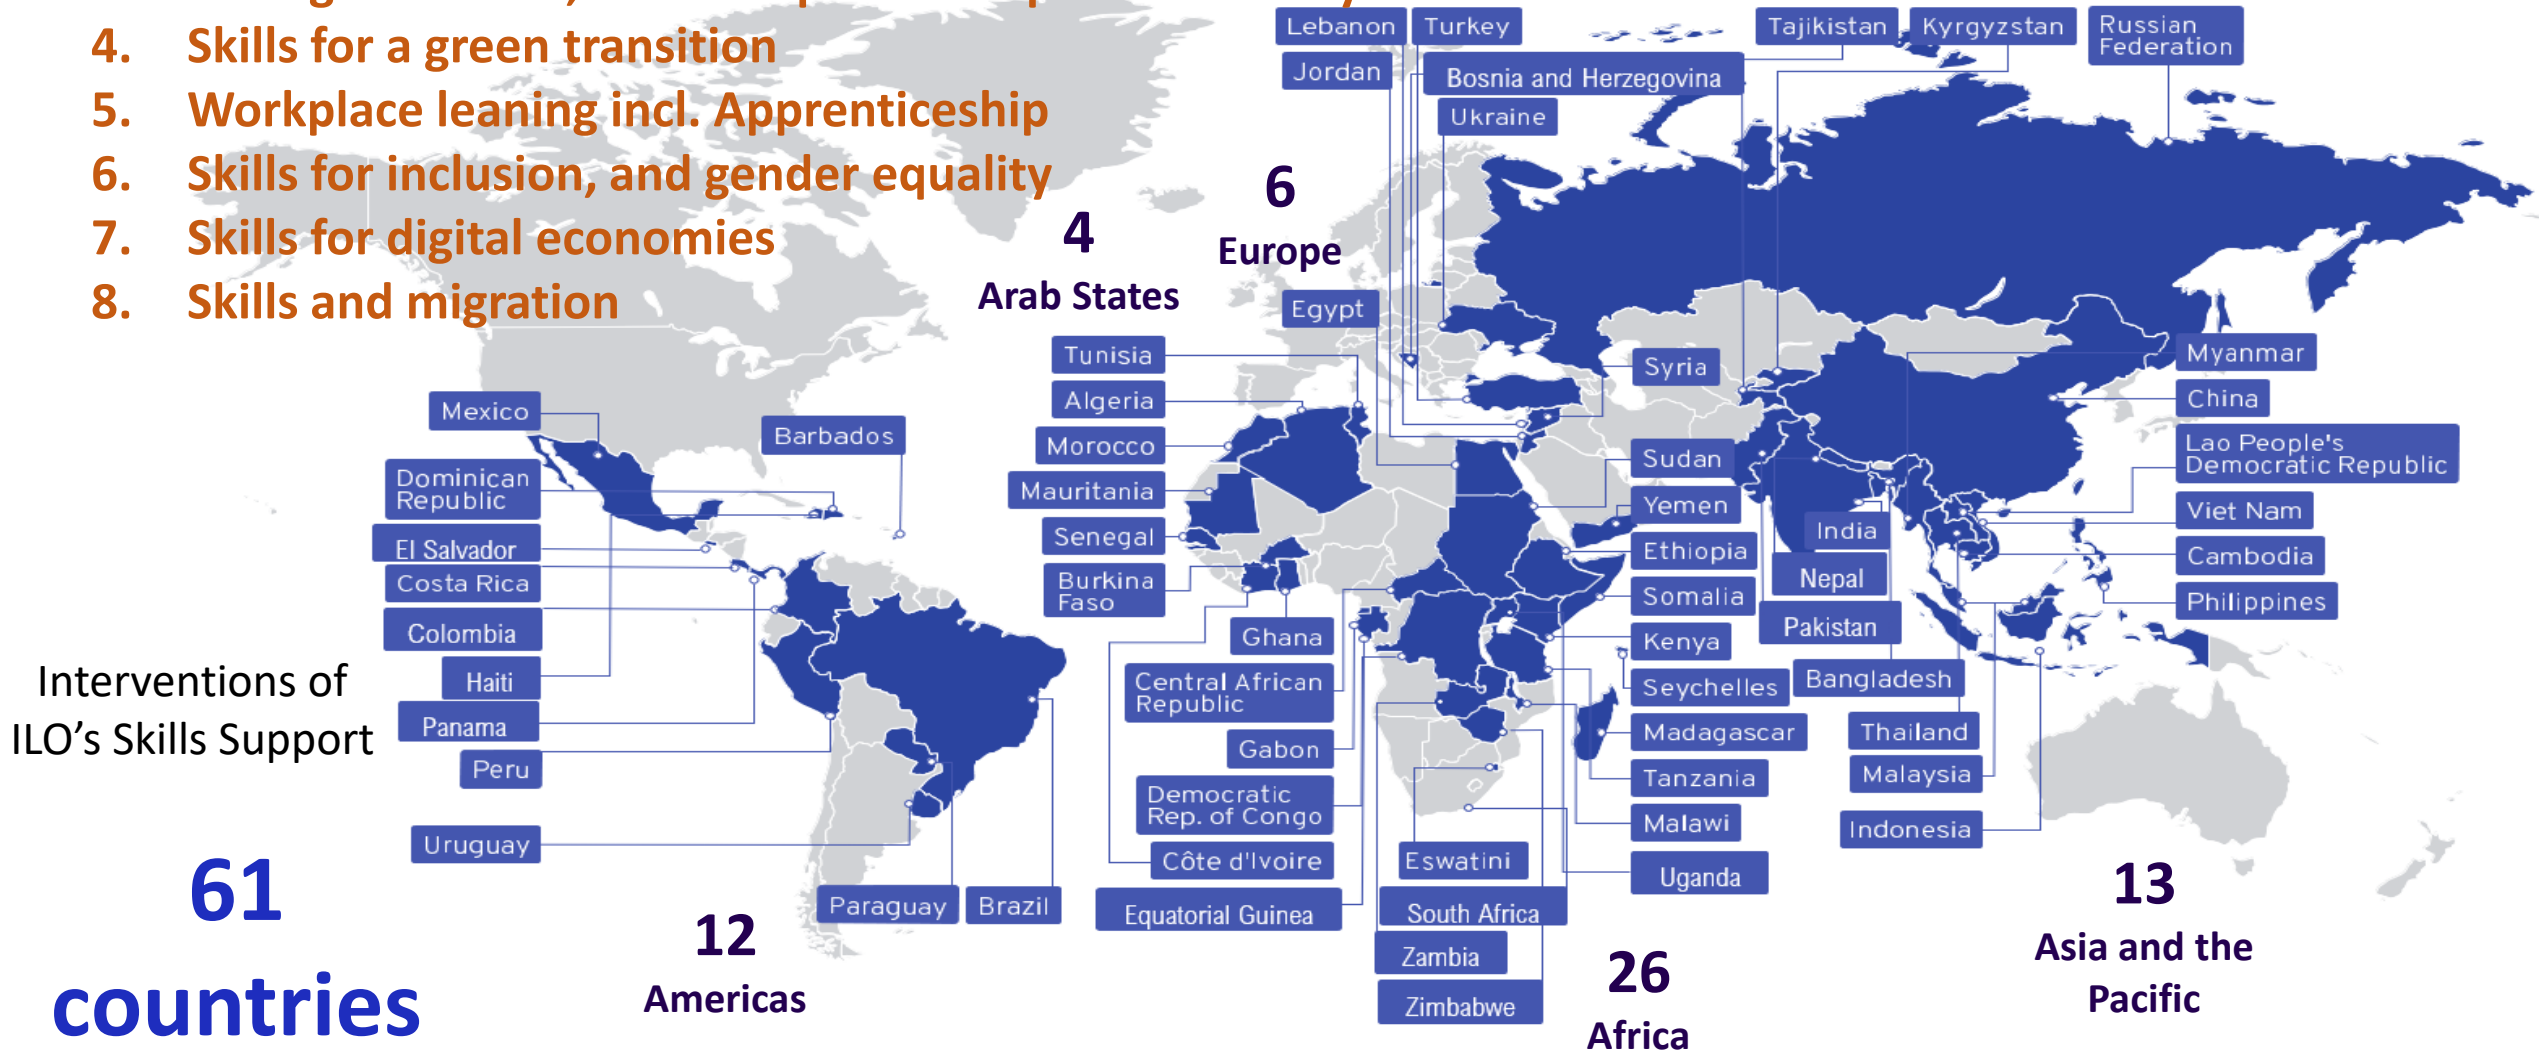 4. Skills for a green transition
5. Workplace leaning incl. Apprenticeship
6. Skills for inclusion, and gender equality
7. Skills for digital economies
8. Skills and migration
Interventions of
ILO's Skills Support
61
countries
12
Americas
4
Arab States
6
Europe
26
Africa
13
Asia and the
Pacific
Mexico
Barbados
Dominican
Republic
El Salvador
Costa Rica
Colombia
Haiti
Panama
Peru
Uruguay
Paraguay
Brazil
Lebanon
Turkey
Jordan
Bosnia and Herzegovina
Ukraine
Tajikistan
Kyrgyzstan
Russian
Federation
Egypt
Tunisia
Algeria
Morocco
Mauritania
Senegal
Burkina
Faso
Ghana
Central African
Republic
Gabon
Democratic
Rep. of Congo
Côte d'Ivoire
Equatorial Guinea
Eswatini
South Africa
Zambia
Zimbabwe
Syria
Sudan
Yemen
Ethiopia
Somalia
Kenya
Seychelles
Madagascar
Tanzania
Malawi
Uganda
India
Nepal
Pakistan
Bangladesh
Thailand
Malaysia
Indonesia
Myanmar
China
Lao People's
Democratic Republic
Viet Nam
Cambodia
Philippines